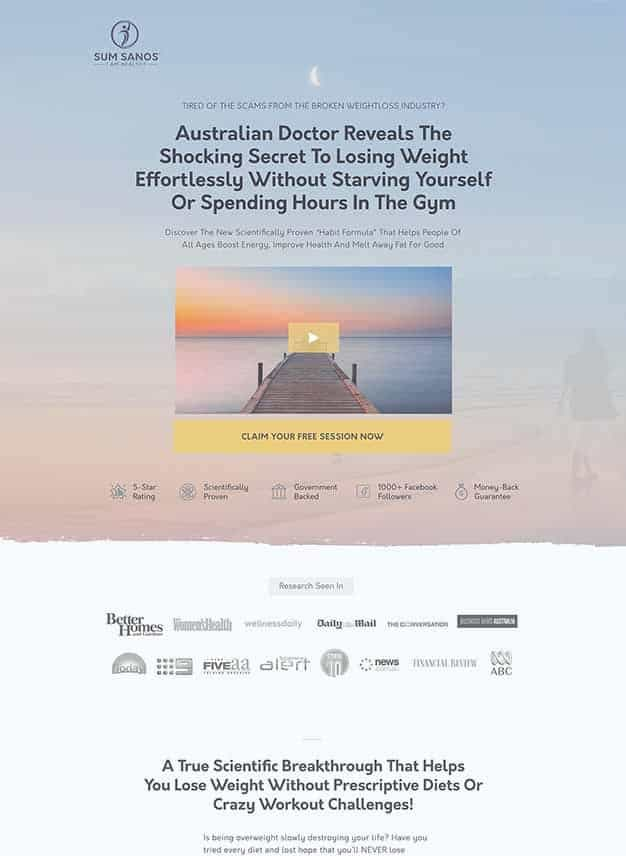 SUM SANOS
I AM HEALTHY
TIRED OF THE SCAMS FROM THE BROKEN WEIGHTLOSS INDUSTRY?
Australian Doctor Reveals The
Shocking Secret To Losing Weight
Effortlessly Without Starving Yourself
Or Spending Hours In The Gym
Discover The New Scientifically Proven "Habit Formula" That Helps People Of
All Ages Boost Energy, Improve Health And Melt Away Fat For Good
CLAIM YOUR FREE SESSION NOW
5-Star
Rating
Scientifically
Proven
Government
Backed
1000+ Facebook
Followers
Money-Back
Guarantee
Research Seen In
Better
Homes
and Gardens
Women'sHealth
wellnessdaily
Daily Mail
THE CONVERSATION
BUSINESS NEWS AUSTRALIA
today
FIVEaa
alert
10
news
FINANCIAL REVIEW
ABC
A True Scientific Breakthrough That Helps
You Lose Weight Without Prescriptive Diets Or
Crazy Workout Challenges!
Is being overweight slowly destroying your life? Have you
tried every diet and lost hope that you'll NEVER lose